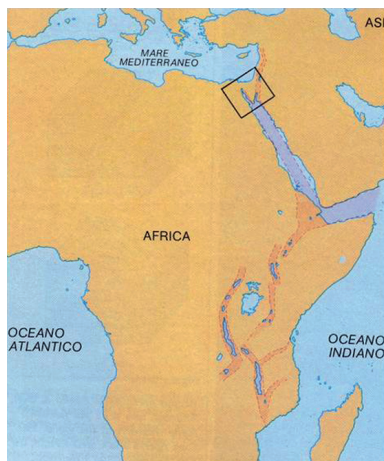 ASI
MARE
MEDITERRANEO
AFRICA
OCEANO
ATLANTICO
OCEANO
INDIANO